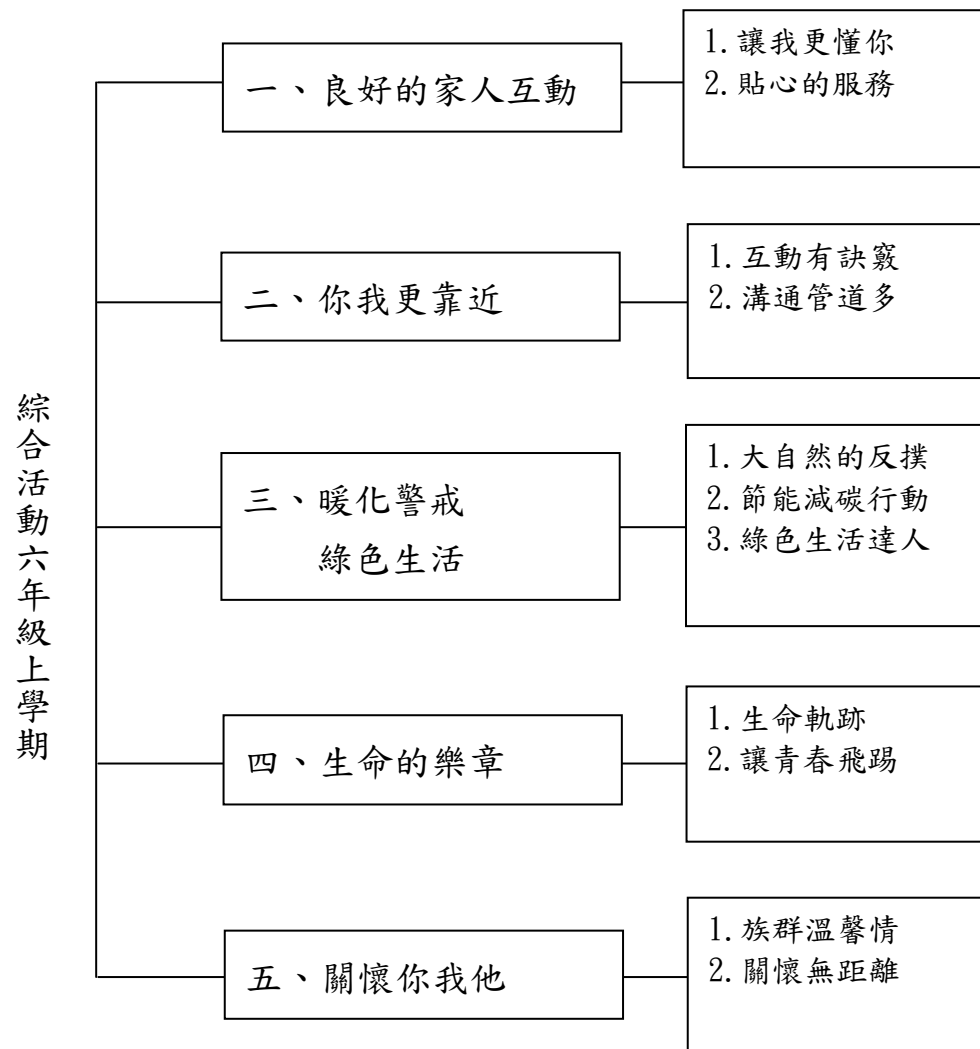 綜合活動六年級上學期
一、良好的家人互動
1. 讓我更懂你
2. 貼心的服務
二、你我更靠近
1. 互動有訣竅
2. 溝通管道多
三、暖化警戒
綠色生活
1. 大自然的反撲
2. 節能減碳行動
3. 綠色生活達人
四、生命的樂章
1. 生命軌跡
2. 讓青春飛踢
五、關懷你我他
1. 族群溫馨情
2. 關懷無距離